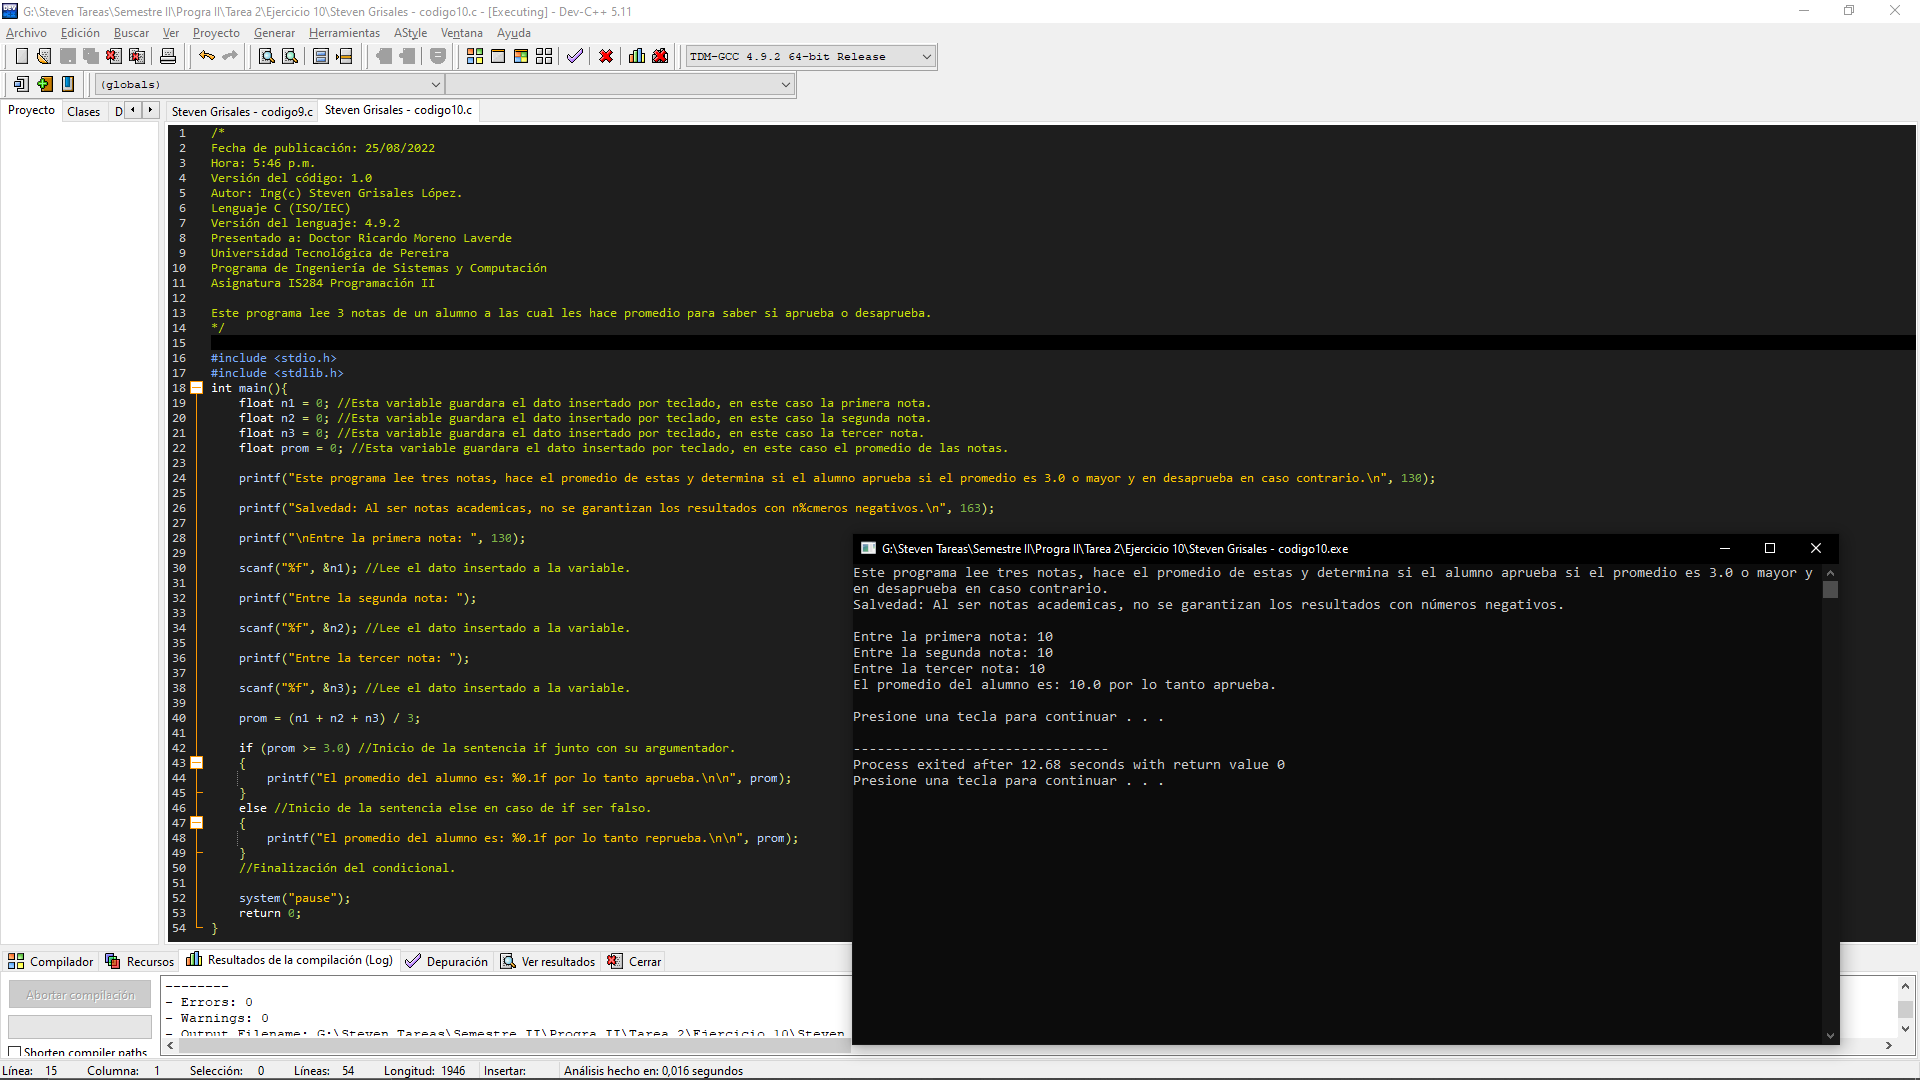 G:\Steven Tareas\Semestre II\Progra II\Tarea 2\Ejercicio 10\Steven Grisales - codigo10.c - [Executing] - Dev-C++ 5.11
Archivo Edición Buscar Ver Proyecto Generar Herramientas AStyle Ventana Ayuda
TDM-GCC 4.9.2 64-bit Release
(globals)
Proyecto Clases D Steven Grisales - codigo9.c Steven Grisales - codigo10.c
1 /*
2 Fecha de publicación: 25/08/2022
3 Hora: 5:46 p.m.
4 Versión del código: 1.0
5 Autor: Ing(c) Steven Grisales López.
6 Lenguaje C (ISO/IEC)
7 Versión del lenguaje: 4.9.2
8 Presentado a: Doctor Ricardo Moreno Laverde
9 Universidad Tecnológica de Pereira
10 Programa de Ingeniería de Sistemas y Computación
11 Asignatura IS284 Programación II
12
13 Este programa lee 3 notas de un alumno a las cual les hace promedio para saber si aprueba o desaprueba.
14 */
15
16 #include <stdio.h>
17 #include <stdlib.h>
18 int main(){
19 float n1 = 0; //Esta variable guardara el dato insertado por teclado, en este caso la primera nota.
20 float n2 = 0; //Esta variable guardara el dato insertado por teclado, en este caso la segunda nota.
21 float n3 = 0; //Esta variable guardara el dato insertado por teclado, en este caso la tercer nota.
22 float prom = 0; //Esta variable guardara el dato insertado por teclado, en este caso el promedio de las notas.
23
24 printf("Este programa lee tres notas, hace el promedio de estas y determina si el alumno aprueba si el promedio es 3.0 o mayor y en desaprueba en caso contrario.\n", 130);
25
26 printf("Salvedad: Al ser notas academicas, no se garantizan los resultados con n%cmeros negativos.\n", 163);
27
28 printf("\nEntre la primera nota: ", 130);
29
30 scanf("%f", &n1); //Lee el dato insertado a la variable.
31
32 printf("Entre la segunda nota: ");
33
34 scanf("%f", &n2); //Lee el dato insertado a la variable.
35
36 printf("Entre la tercer nota: ");
37
38 scanf("%f", &n3); //Lee el dato insertado a la variable.
39
40 prom = (n1 + n2 + n3) / 3;
41
42 if (prom >= 3.0) //Inicio de la sentencia if junto con su argumentador.
43 {
44 printf("El promedio del alumno es: %0.1f por lo tanto aprueba.\n\n", prom);
45 }
46 else //Inicio de la sentencia else en caso de if ser falso.
47 {
48 printf("El promedio del alumno es: %0.1f por lo tanto reprueba.\n\n", prom);
49 }
50 //Finalización del condicional.
51
52 system("pause");
53 return 0;
54 }
G:\Steven Tareas\Semestre II\Progra II\Tarea 2\Ejercicio 10\Steven Grisales - codigo10.exe
Este programa lee tres notas, hace el promedio de estas y determina si el alumno aprueba si el promedio es 3.0 o mayor y
en desaprueba en caso contrario.
Salvedad: Al ser notas academicas, no se garantizan los resultados con números negativos.
Entre la primera nota: 10
Entre la segunda nota: 10
Entre la tercer nota: 10
El promedio del alumno es: 10.0 por lo tanto aprueba.
Presione una tecla para continuar . . .
--------------------------------
Process exited after 12.68 seconds with return value 0
Presione una tecla para continuar . . .
Compilador Recursos Resultados de la compilación (Log) Depuración Ver resultados Cerrar
Abortar compilación
Shorten compiler paths
--------
- Errors: 0
- Warnings: 0
- Output Filename: G:\Steven Tareas\Semestre II\Progra II\Tarea 2\Ejercicio 10\Steven
Línea: 15 Columna: 1 Selección: 0 Líneas: 54 Longitud: 1946 Insertar: Análisis hecho en: 0,016 segundos